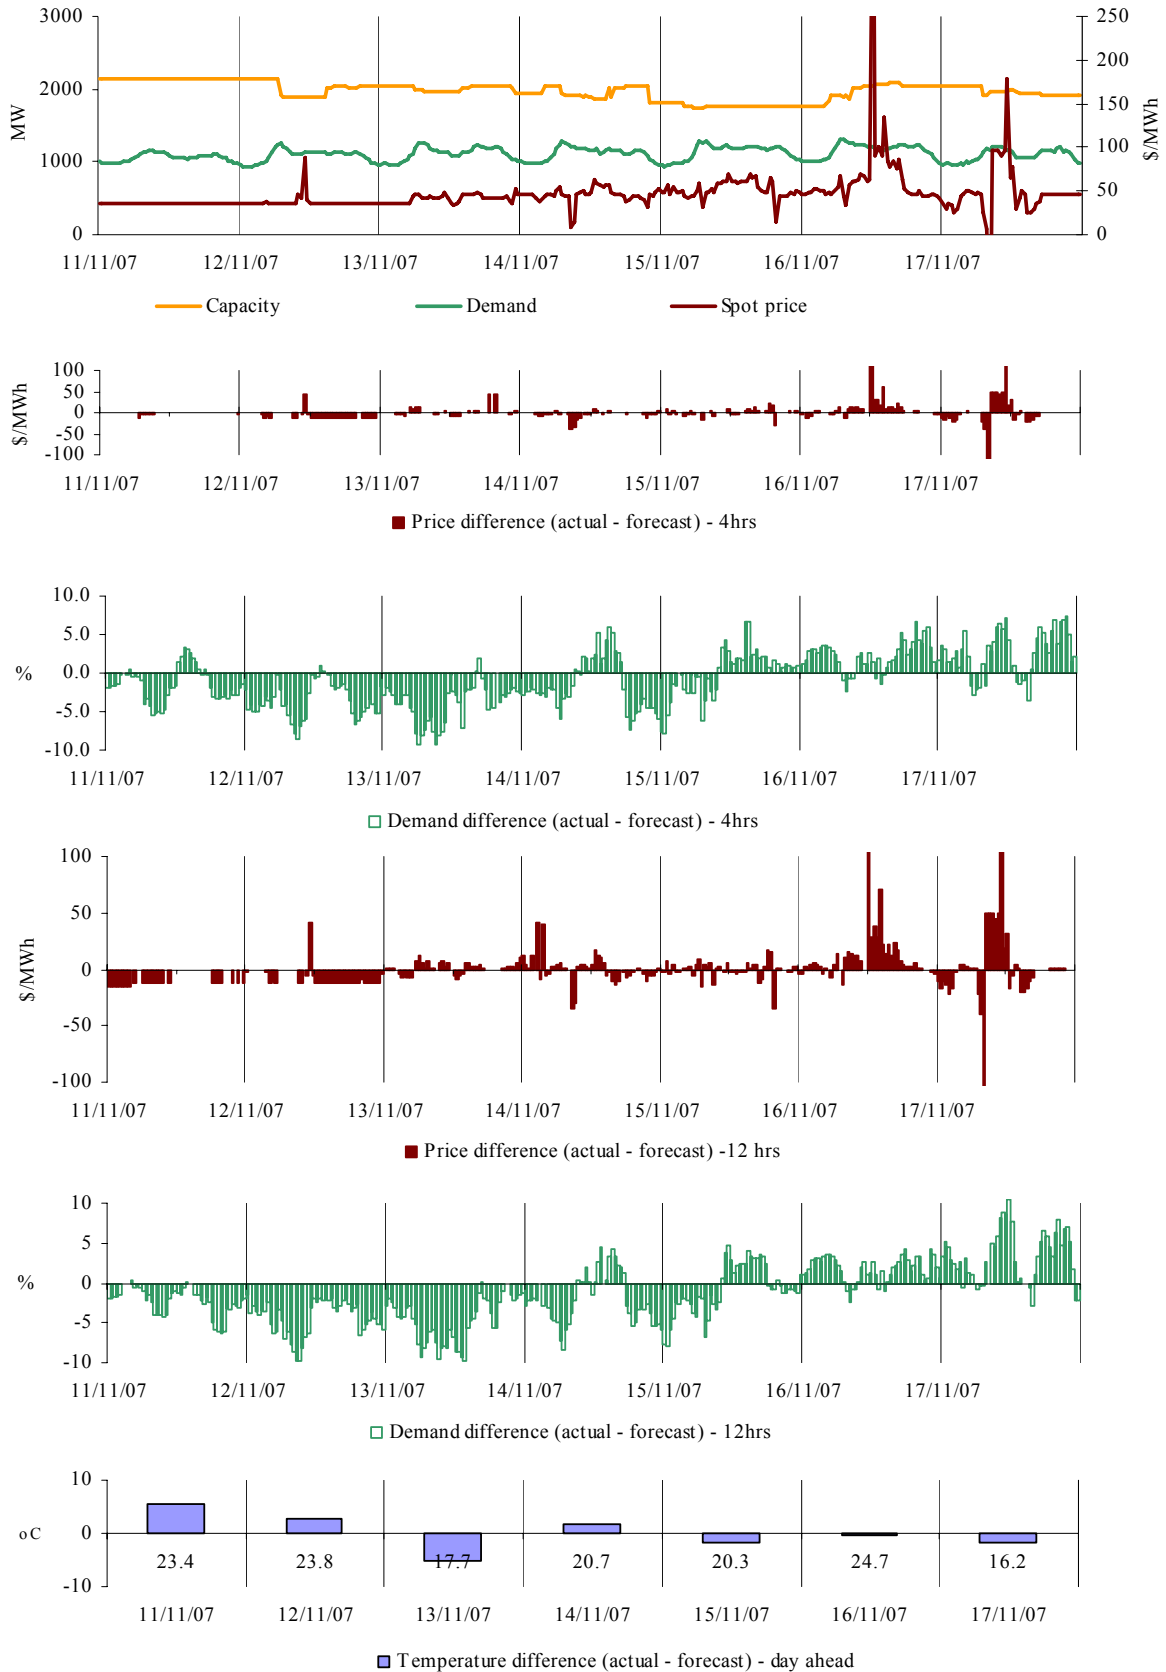 3000 250
2000 200
150
1000 100
50
0 0
MW $/MWh
11/11/07 12/11/07 13/11/07 14/11/07 15/11/07 16/11/07 17/11/07
Capacity Demand Spot price
100
50
0
-50
-100
$/MWh
11/11/07 12/11/07 13/11/07 14/11/07 15/11/07 16/11/07 17/11/07
Price difference (actual - forecast) - 4hrs
10.0
5.0
0.0
-5.0
-10.0
%
11/11/07 12/11/07 13/11/07 14/11/07 15/11/07 16/11/07 17/11/07
Demand difference (actual - forecast) - 4hrs
100
50
0
-50
-100
$/MWh
11/11/07 12/11/07 13/11/07 14/11/07 15/11/07 16/11/07 17/11/07
Price difference (actual - forecast) -12 hrs
10
5
0
-5
-10
%
11/11/07 12/11/07 13/11/07 14/11/07 15/11/07 16/11/07 17/11/07
Demand difference (actual - forecast) - 12hrs
10
0
-10
oC
23.4 23.8 17.7 20.7 20.3 24.7 16.2
11/11/07 12/11/07 13/11/07 14/11/07 15/11/07 16/11/07 17/11/07
Temperature difference (actual - forecast) - day ahead